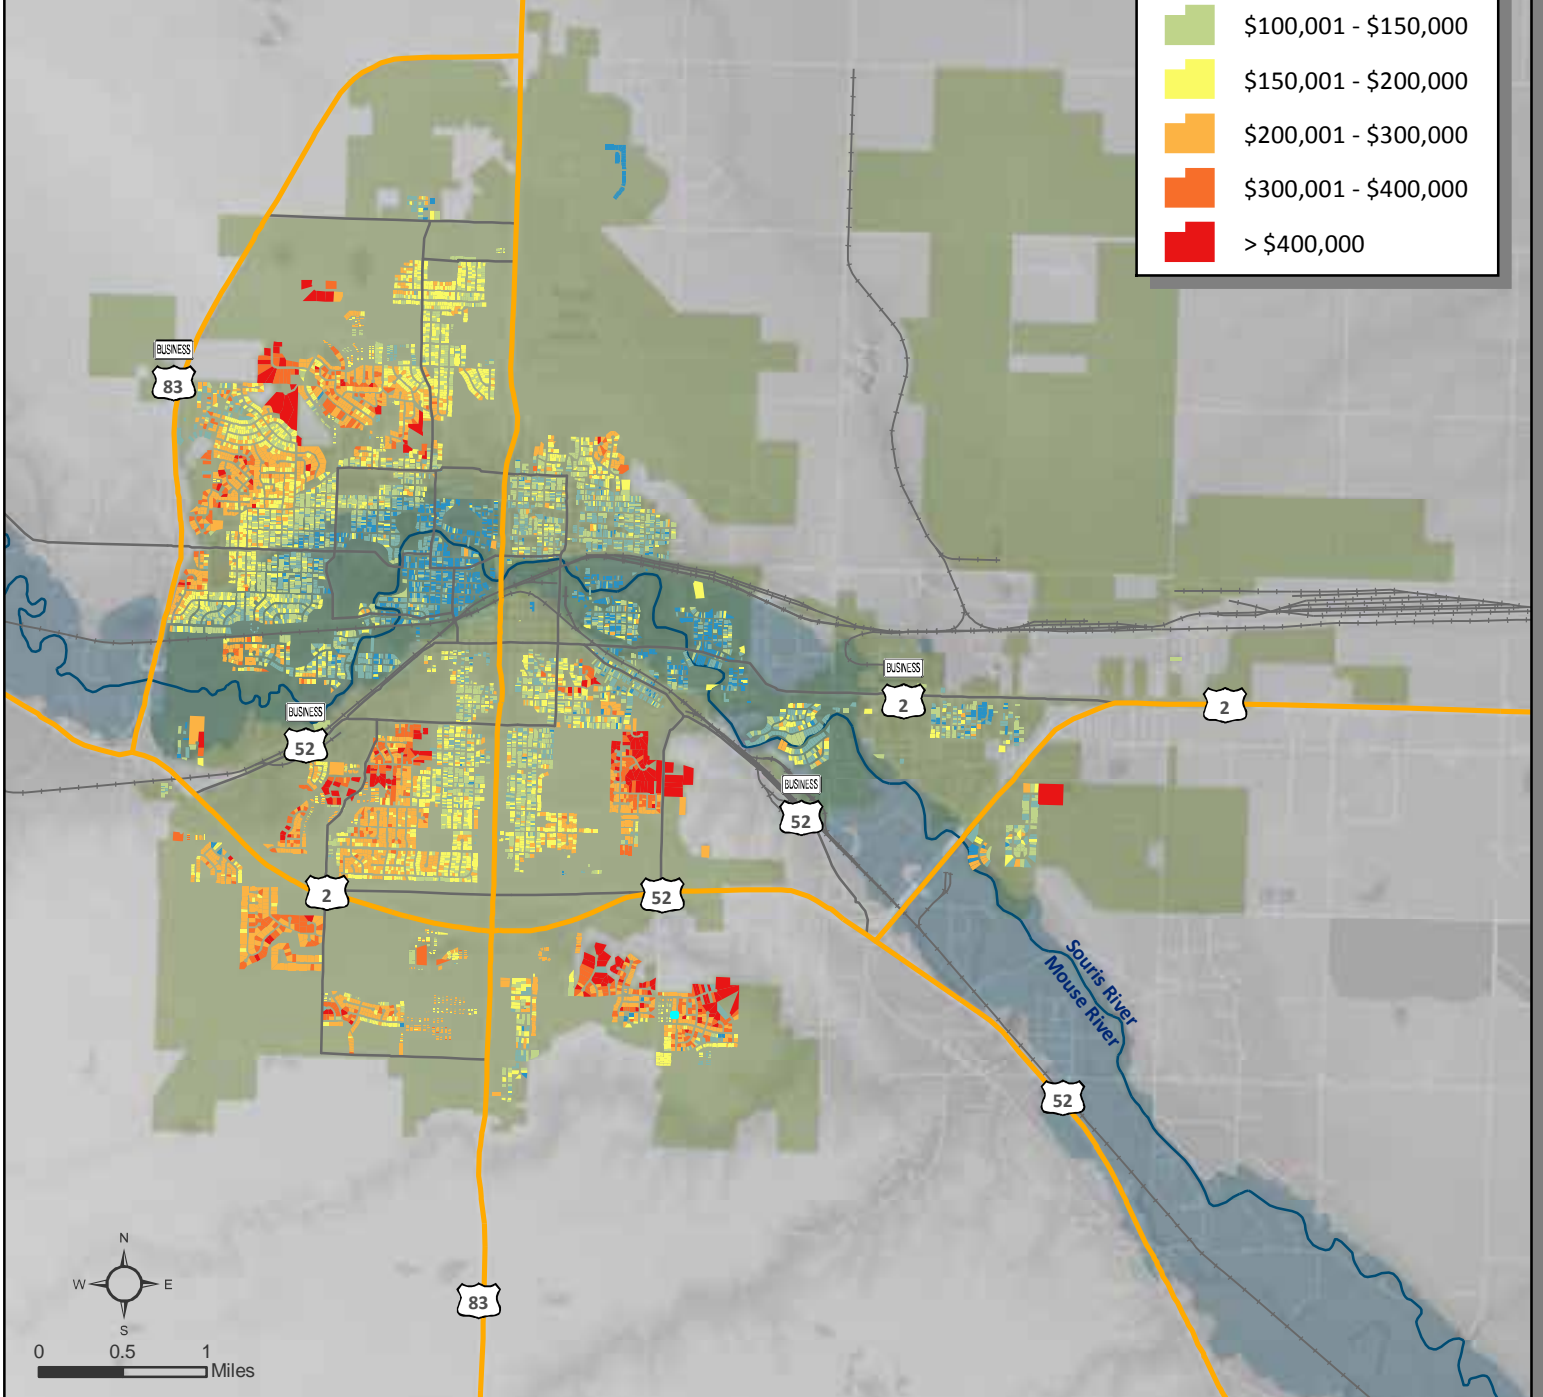 $100,001 - $150,000
$150,001 - $200,000
$200,001 - $300,000
$300,001 - $400,000
> $400,000
BUSINESS
83
BUSINESS
2
2
BUSINESS
52
BUSINESS
52
2
52
Souris River
Mouse River
52
N
W E
S
83
0 0.5 1
Miles